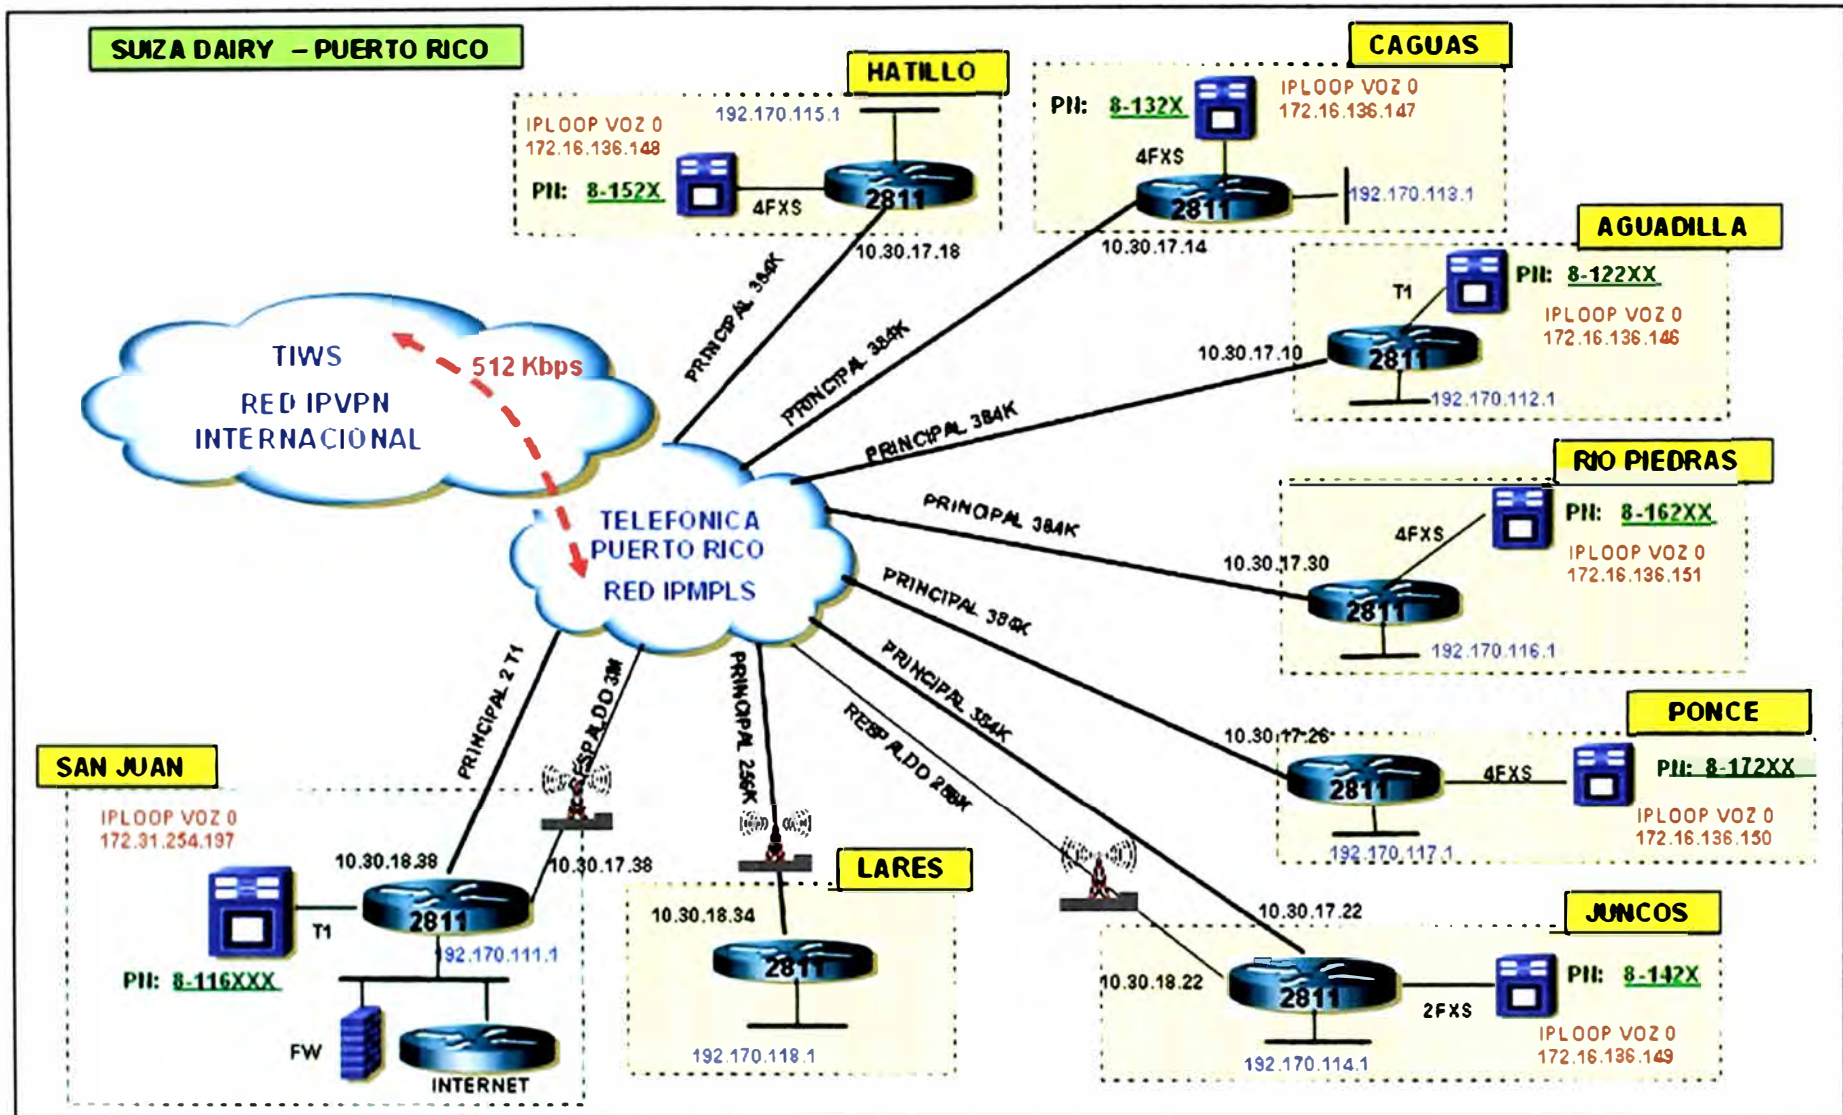 SUIZA DAIRY – PUERTO RICO
HATILLO
192.170.115.1
IPLOOP VOZ 0
172.16.136.148
PII: 8-152X
4FXS
2811
10.30.17.18
PRINCIPAL 384K
CAGUAS
PII: 8-132X
IPLOOP VOZ 0
172.16.136.147
4FXS
2811
192.170.113.1
10.30.17.14
PRINCIPAL 384K
AGUADILLA
T1
PII: 8-122XX
IPLOOP VOZ 0
172.16.136.146
10.30.17.10
2811
192.170.112.1
PRINCIPAL 384K
TIWS
RED IPVPN
INTERNACIONAL
512 Kbps
TELEFONICA
PUERTO RICO
RED IPMPLS
RIO PIEDRAS
PRINCIPAL 384K
4FXS
PII: 8-162XX
IPLOOP VOZ 0
172.16.136.151
10.30.17.30
2811
192.170.116.1
PONCE
PRINCIPAL 384K
10.30.17.26
2811
4FXS
PII: 8-172XX
IPLOOP VOZ 0
172.16.136.150
192.170.117.1
SAN JUAN
PRINCIPAL 2 T1
RESPALDO 3M
IPLOOP VOZ 0
172.31.254.197
10.30.18.38
10.30.17.38
T1
2811
192.170.111.1
PII: 8-116XXX
FW
INTERNET
LARES
PRINCIPAL 256K
10.30.18.34
2811
192.170.118.1
JUNCOS
PRINCIPAL 384K
RESPALDO 256K
10.30.17.22
10.30.18.22
2811
2FXS
PII: 8-142X
IPLOOP VOZ 0
172.16.136.149
192.170.114.1